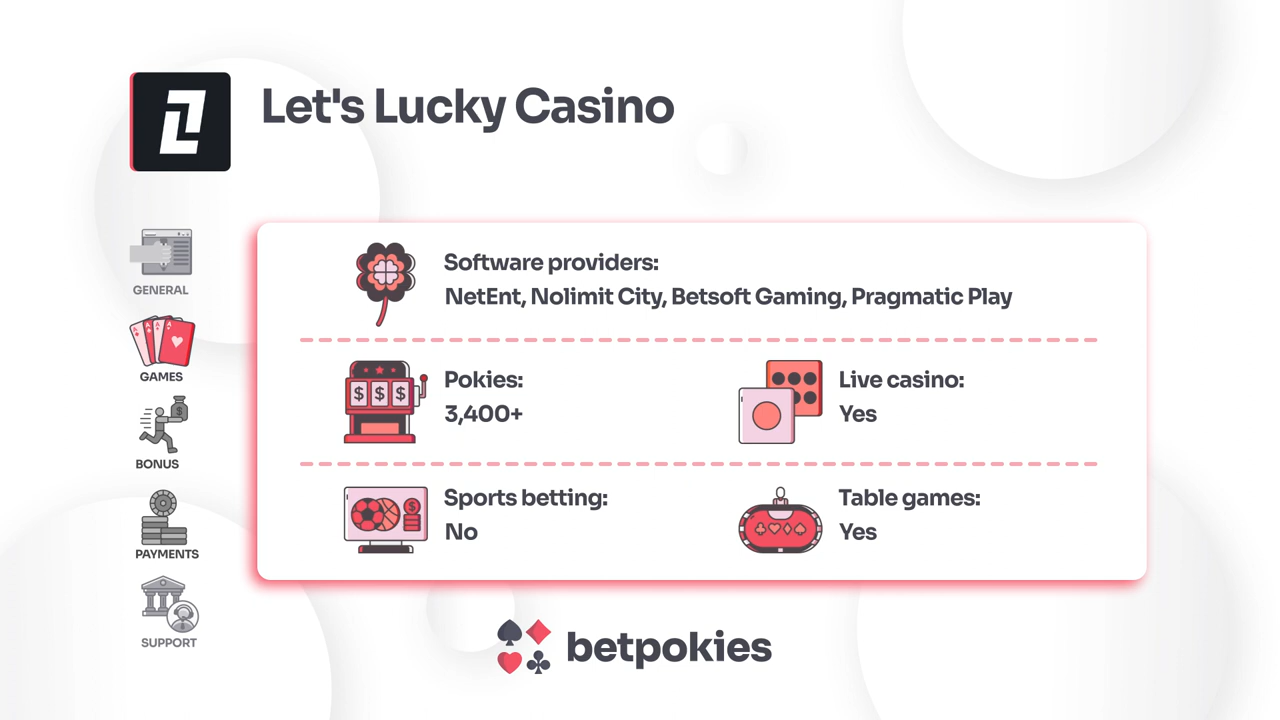 Let's Lucky Casino
GENERAL
GAMES
BONUS
PAYMENTS
SUPPORT
Software providers:
NetEnt, Nolimit City, Betsoft Gaming, Pragmatic Play
Pokies:
3,400+
Live casino:
Yes
Sports betting:
No
Table games:
Yes
betpokies